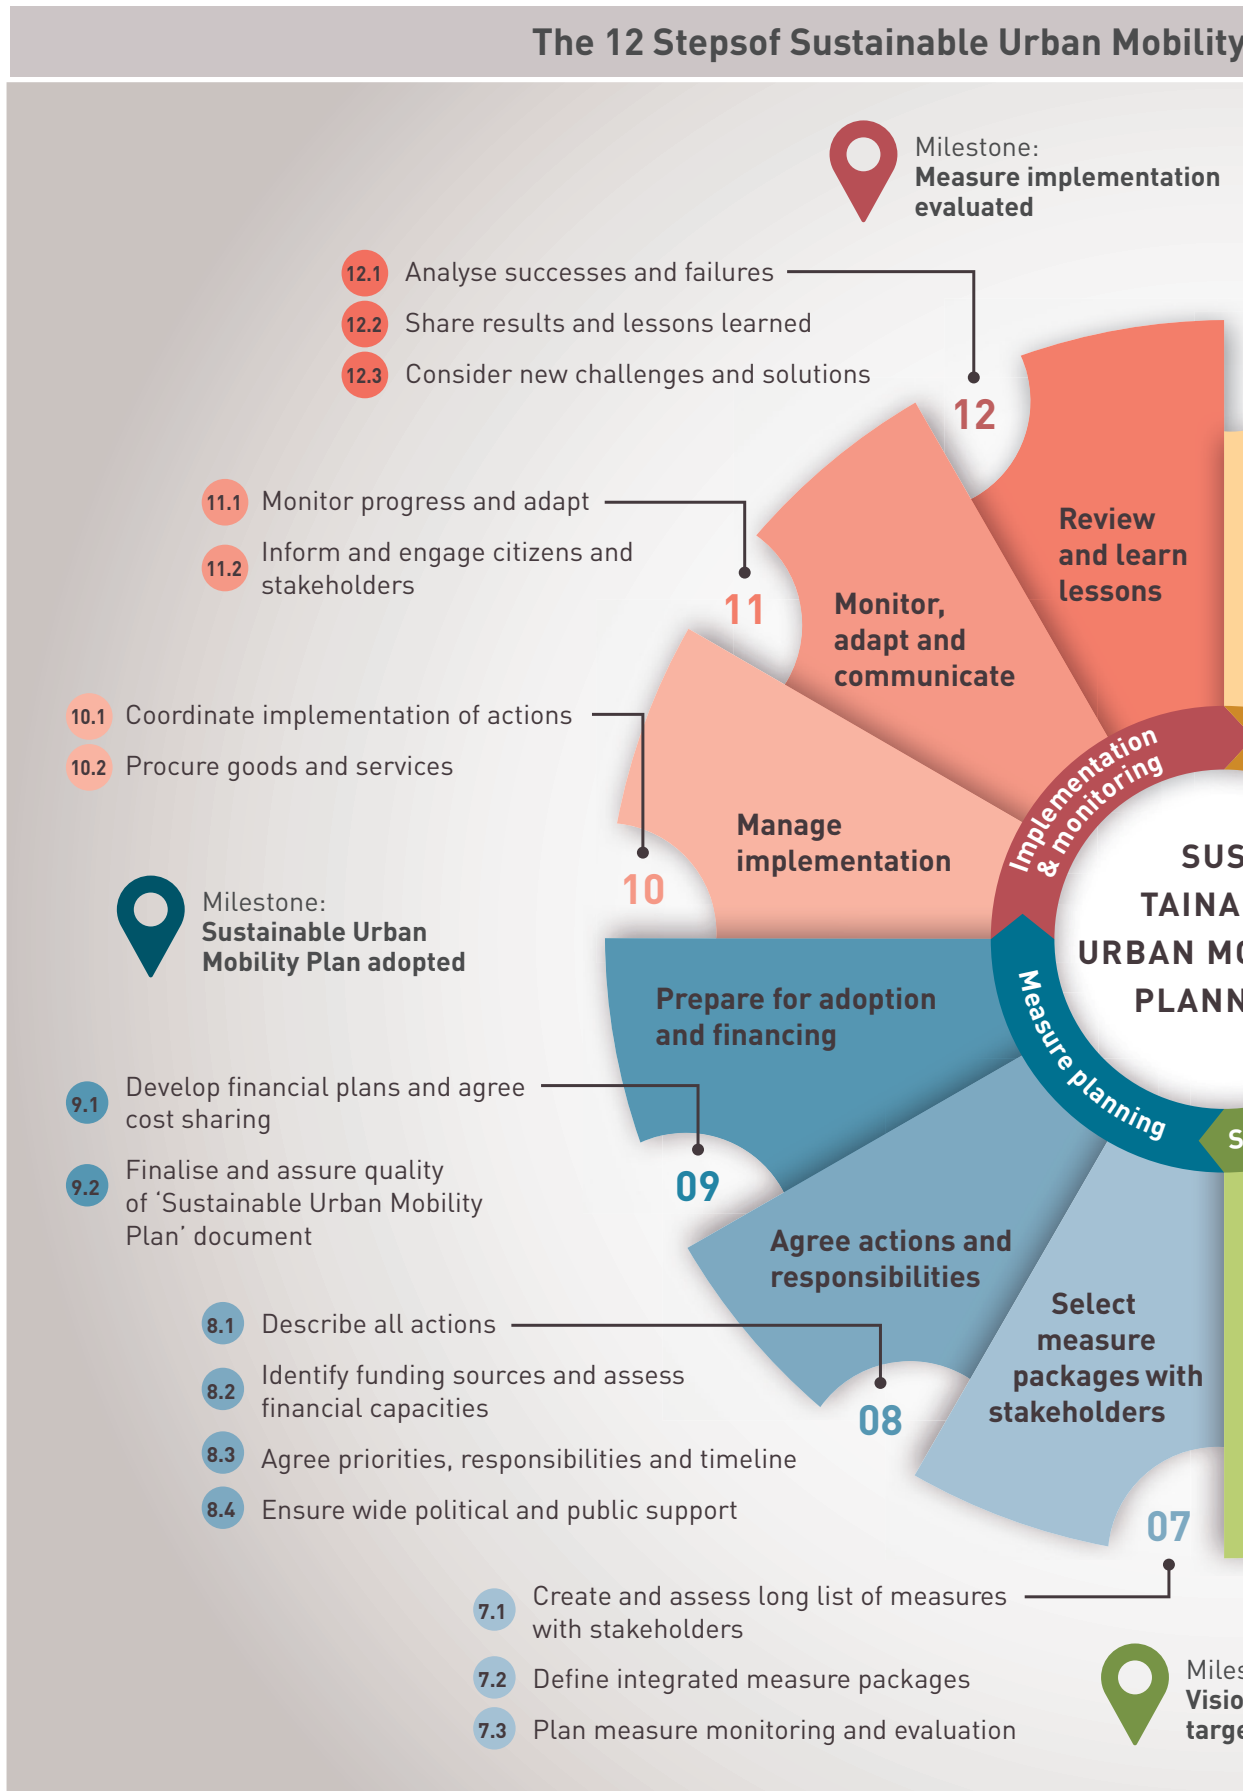 The 12 Stepsof Sustainable Urban Mobility
Milestone:
Measure implementation
evaluated
12.1 Analyse successes and failures
12.2 Share results and lessons learned
12.3 Consider new challenges and solutions
12
Review
and learn
lessons
11.1 Monitor progress and adapt
11.2 Inform and engage citizens and
stakeholders
11
Monitor,
adapt and
communicate
10.1 Coordinate implementation of actions
10.2 Procure goods and services
10
Manage
implementation
Implementation
& monitoring
SUS
TAINA
URBAN MO
PLANN
Milestone:
Sustainable Urban
Mobility Plan adopted
Prepare for adoption
and financing
Measure planning
S
9.1 Develop financial plans and agree
cost sharing
9.2 Finalise and assure quality
of ‘Sustainable Urban Mobility
Plan’ document
09
Agree actions and
responsibilities
8.1 Describe all actions
8.2 Identify funding sources and assess
financial capacities
8.3 Agree priorities, responsibilities and timeline
8.4 Ensure wide political and public support
08
Select
measure
packages with
stakeholders
07
7.1 Create and assess long list of measures
with stakeholders
7.2 Define integrated measure packages
7.3 Plan measure monitoring and evaluation
Miles
Visio
targe